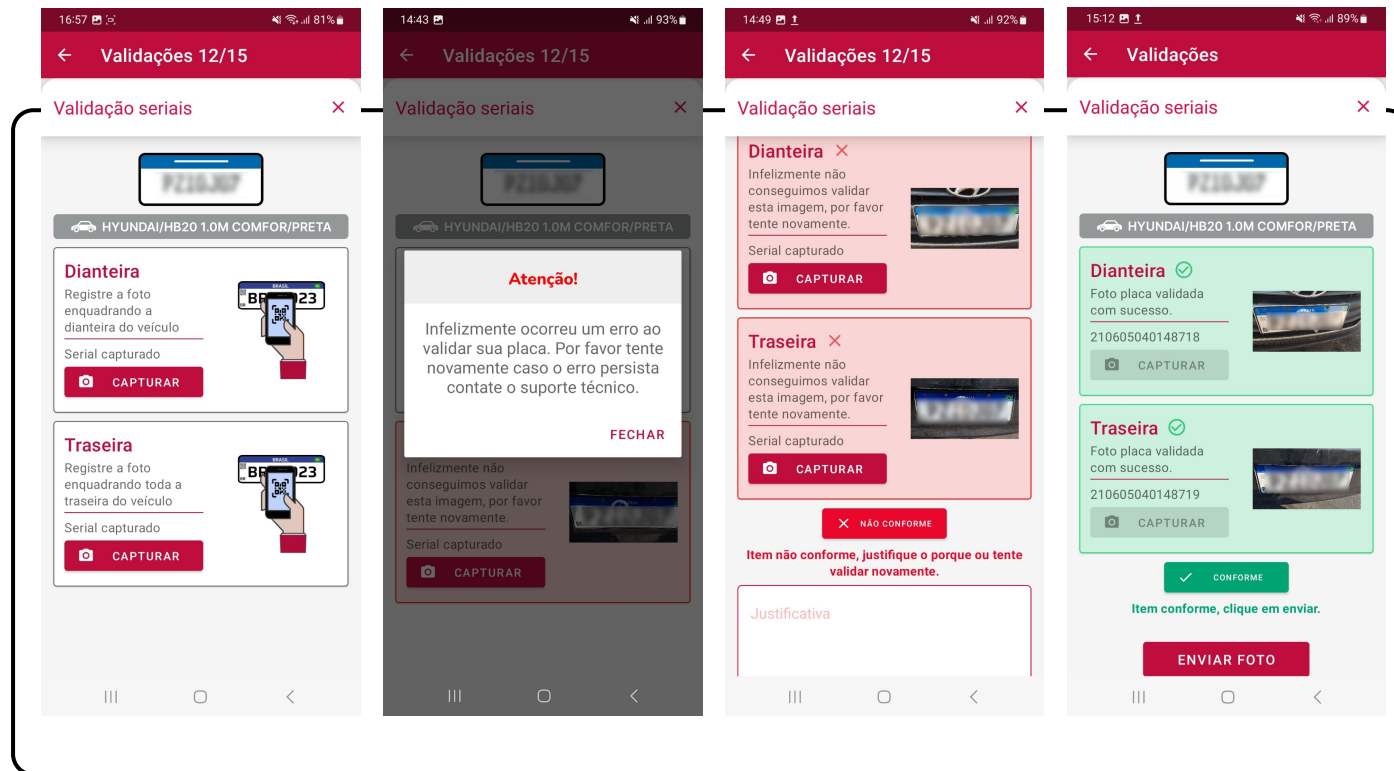 16:57
81%
Validações 12/15
Validação seriais
HYUNDAI/HB20 1.0M COMFOR/PRETA
Dianteira
Registre a foto
enquadrando a
dianteira do veículo
Serial capturado
CAPTURAR
BRASIL
Traseira
Registre a foto
enquadrando toda a
traseira do veículo
Serial capturado
CAPTURAR
BRASIL
14:43
93%
Validações 12/15
Validação seriais
HYUNDAI/HB20 1.0M COMFOR/PRETA
Atenção!
Infelizmente ocorreu um erro ao
validar sua placa. Por favor tente
novamente caso o erro persista
contate o suporte técnico.
FECHAR
Infelizmente não
conseguimos validar
esta imagem, por favor
tente novamente.
Serial capturado
CAPTURAR
14:49
92%
Validações 12/15
Validação seriais
Dianteira
Infelizmente não
conseguimos validar
esta imagem, por favor
tente novamente.
Serial capturado
CAPTURAR
Traseira
Infelizmente não
conseguimos validar
esta imagem, por favor
tente novamente.
Serial capturado
CAPTURAR
NÃO CONFORME
Item não conforme, justifique o porque ou tente
validar novamente.
Justificativa
15:12
89%
Validações
Validação seriais
HYUNDAI/HB20 1.0M COMFOR/PRETA
Dianteira
Foto placa validada
com sucesso.
210605040148718
CAPTURAR
Traseira
Foto placa validada
com sucesso.
210605040148719
CAPTURAR
CONFORME
Item conforme, clique em enviar.
ENVIAR FOTO